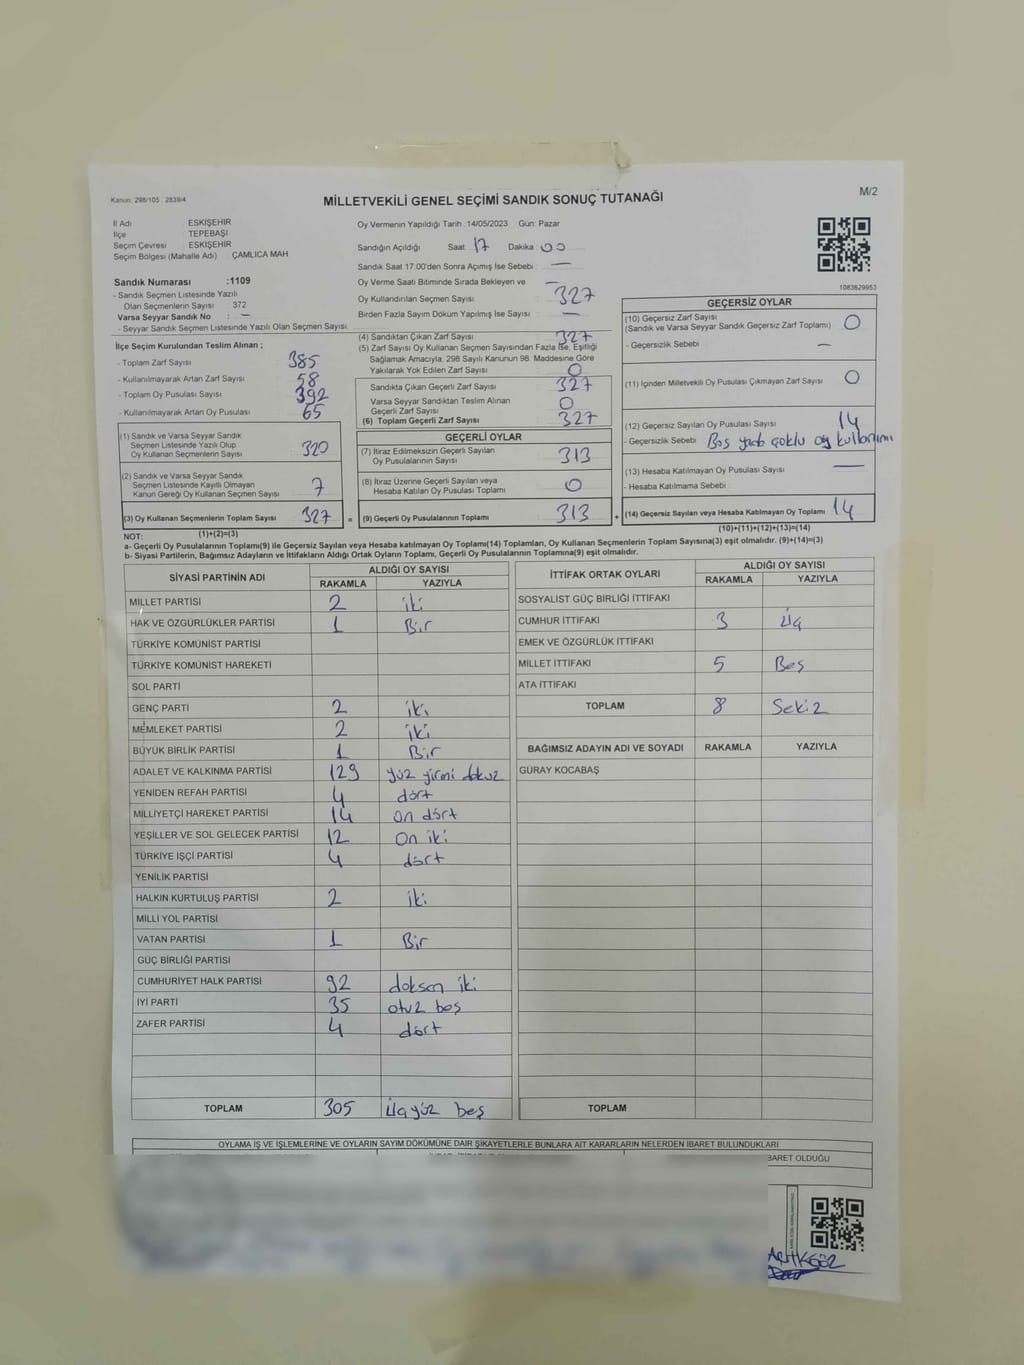 Kanun: 298/105 2839/4
MİLLETVEKİLİ GENEL SEÇİMİ SANDIK SONUÇ TUTANAĞI
M/2
İl Adı ESKİŞEHİR
İlçe TEPEBAŞI
Seçim Çevresi ESKİŞEHİR
Seçim Bölgesi (Mahalle Adı) ÇAMLICA MAH
Oy Vermenin Yapıldığı Tarih :14/05/2023 Gün: Pazar
Sandığın Açıldığı Saat 17 Dakika 00
Sandık Saat 17:00'den Sonra Açılmış İse Sebebi : —
Oy Verme Saati Bitiminde Sırada Bekleyen ve —
Oy Kullandırılan Seçmen Sayısı 327
Birden Fazla Sayım Döküm Yapılmış İse Sayısı : —
1083629953
Sandık Numarası :1109
- Sandık Seçmen Listesinde Yazılı
Olan Seçmenlerin Sayısı 372
Varsa Seyyar Sandık No : —
- Seyyar Sandık Seçmen Listesinde Yazılı Olan Seçmen Sayısı:
İlçe Seçim Kurulundan Teslim Alınan ;
- Toplam Zarf Sayısı 385
- Kullanılmayarak Artan Zarf Sayısı 58
- Toplam Oy Pusulası Sayısı 392
- Kullanılmayarak Artan Oy Pusulası 65
(1) Sandık ve Varsa Seyyar Sandık
Seçmen Listesinde Yazılı Olup
Oy Kullanan Seçmenlerin Sayısı 320
(2) Sandık ve Varsa Seyyar Sandık
Seçmen Listesinde Kayıtlı Olmayan
Kanun Gereği Oy Kullanan Seçmen Sayısı 7
(3) Oy Kullanan Seçmenlerin Toplam Sayısı 327
(1)+(2)=(3)
(4) Sandıktan Çıkan Zarf Sayısı 327
(5) Zarf Sayısı Oy Kullanan Seçmen Sayısından Fazla İse, Eşitliği
Sağlamak Amacıyla; 298 Sayılı Kanunun 98. Maddesine Göre
Yakılarak Yok Edilen Zarf Sayısı 0
Sandıkta Çıkan Geçerli Zarf Sayısı 327
Varsa Seyyar Sandıktan Teslim Alınan
Geçerli Zarf Sayısı 0
(6) Toplam Geçerli Zarf Sayısı 327
GEÇERLİ OYLAR
(7) İtiraz Edilmeksizin Geçerli Sayılan
Oy Pusulalarının Sayısı 313
(8) İtiraz Üzerine Geçerli Sayılan veya
Hesaba Katılan Oy Pusulası Toplamı 0
= (9) Geçerli Oy Pusulalarının Toplamı 313
GEÇERSİZ OYLAR
(10) Geçersiz Zarf Sayısı
(Sandık ve Varsa Seyyar Sandık Geçersiz Zarf Toplamı) 0
- Geçersizlik Sebebi : —
(11) İçinden Milletvekili Oy Pusulası Çıkmayan Zarf Sayısı 0
(12) Geçersiz Sayılan Oy Pusulası Sayısı 14
- Geçersizlik Sebebi Boş yada çoklu oy kullanımı
(13) Hesaba Katılmayan Oy Pusulası Sayısı —
- Hesaba Katılmama Sebebi :
+ (14) Geçersiz Sayılan veya Hesaba Katılmayan Oy Toplamı 14
(10)+(11)+(12)+(13)=(14)
NOT:
a- Geçerli Oy Pusulalarının Toplamı(9) ile Geçersiz Sayılan veya Hesaba katılmayan Oy Toplamı(14) Toplamları, Oy Kullanan Seçmenlerin Toplam Sayısına(3) eşit olmalıdır. (9)+(14)=(3)
b- Siyasi Partilerin, Bağımsız Adayların ve İttifakların Aldığı Ortak Oyların Toplamı, Geçerli Oy Pusulalarının Toplamına(9) eşit olmalıdır.
SİYASİ PARTİNİN ADI ALDIĞI OY SAYISI
RAKAMLA YAZIYLA
MİLLET PARTİSİ 2 iki
HAK VE ÖZGÜRLÜKLER PARTİSİ 1 Bir
TÜRKİYE KOMÜNİST PARTİSİ
TÜRKİYE KOMÜNİST HAREKETİ
SOL PARTİ
GENÇ PARTİ 2 iki
MEMLEKET PARTİSİ 2 iki
BÜYÜK BİRLİK PARTİSİ 1 Bir
ADALET VE KALKINMA PARTİSİ 129 yüz yirmi dokuz
YENİDEN REFAH PARTİSİ 4 dört
MİLLİYETÇİ HAREKET PARTİSİ 14 on dört
YEŞİLLER VE SOL GELECEK PARTİSİ 12 On iki
TÜRKİYE İŞÇİ PARTİSİ 4 dört
YENİLİK PARTİSİ
HALKIN KURTULUŞ PARTİSİ 2 iki
MİLLİ YOL PARTİSİ
VATAN PARTİSİ 1 Bir
GÜÇ BİRLİĞİ PARTİSİ
CUMHURİYET HALK PARTİSİ 92 doksan iki
İYİ PARTİ 35 otuz beş
ZAFER PARTİSİ 4 dört
TOPLAM 305 üçyüz beş
İTTİFAK ORTAK OYLARI ALDIĞI OY SAYISI
RAKAMLA YAZIYLA
SOSYALİST GÜÇ BİRLİĞİ İTTİFAKI
CUMHUR İTTİFAKI 3 Üç
EMEK VE ÖZGÜRLÜK İTTİFAKI
MİLLET İTTİFAKI 5 Beş
ATA İTTİFAKI
TOPLAM 8 Sekiz
BAĞIMSIZ ADAYIN ADI VE SOYADI RAKAMLA YAZIYLA
GÜRAY KOCABAŞ
TOPLAM
OYLAMA İŞ VE İŞLEMLERİNE VE OYLARIN SAYIM DÖKÜMÜNE DAİR ŞİKAYETLERLE BUNLARA AİT KARARLARIN NELERDEN İBARET BULUNDUKLARI
BARET OLDUĞU